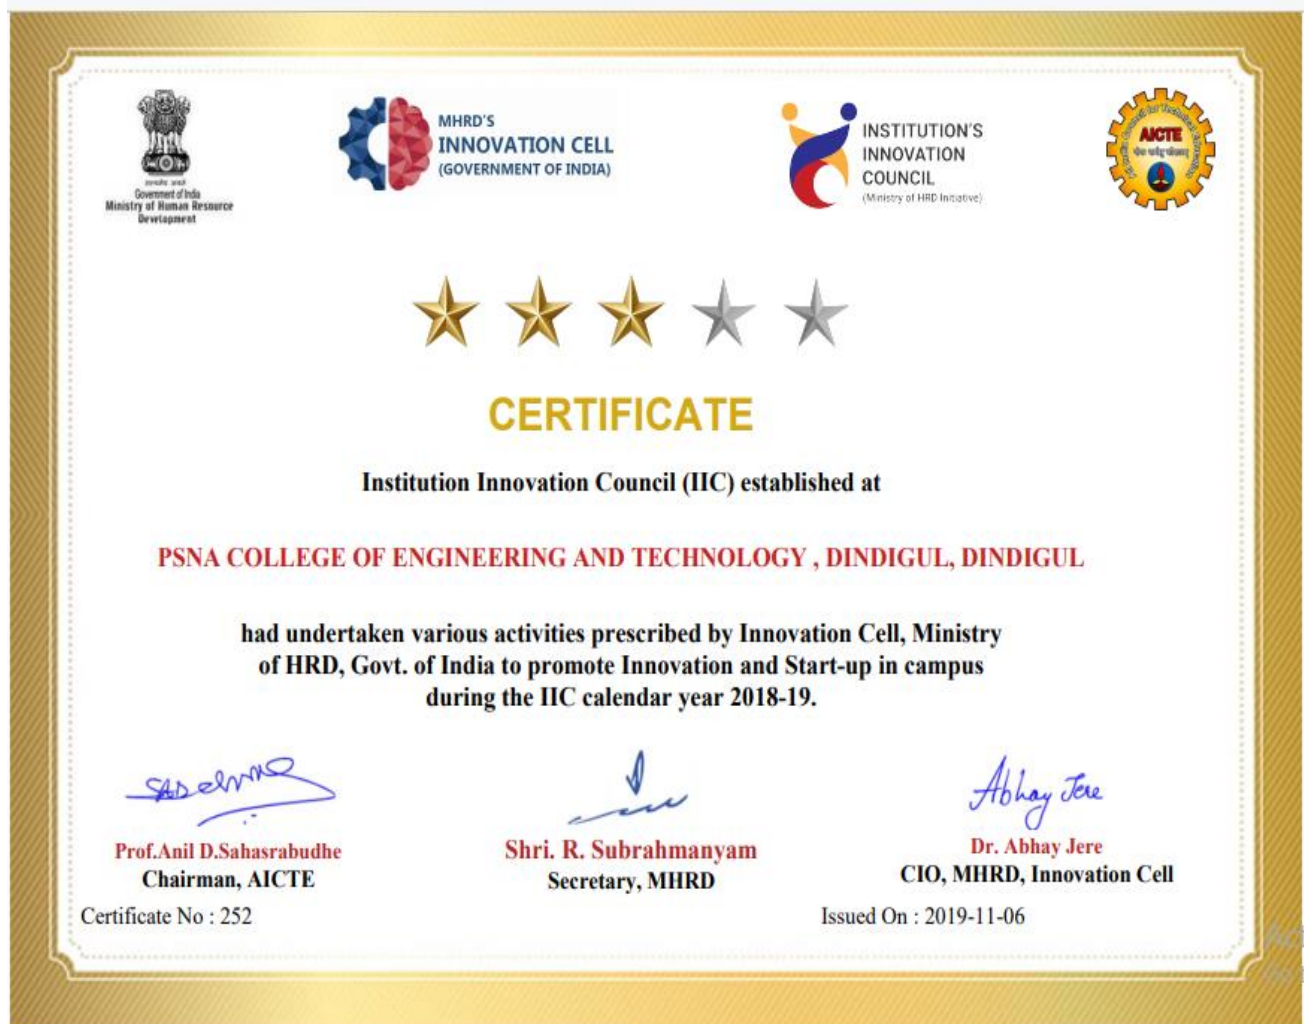 Government of India
Ministry of Human Resource
Development
MHRD'S
INNOVATION CELL
(GOVERNMENT OF INDIA)
INSTITUTION'S
INNOVATION
COUNCIL
(Ministry of HRD Initiative)
AICTE
CERTIFICATE
Institution Innovation Council (IIC) established at
PSNA COLLEGE OF ENGINEERING AND TECHNOLOGY , DINDIGUL, DINDIGUL
had undertaken various activities prescribed by Innovation Cell, Ministry
of HRD, Govt. of India to promote Innovation and Start-up in campus
during the IIC calendar year 2018-19.
Abhay Jere
Prof.Anil D.Sahasrabudhe
Chairman, AICTE
Shri. R. Subrahmanyam
Secretary, MHRD
Dr. Abhay Jere
CIO, MHRD, Innovation Cell
Certificate No : 252
Issued On : 2019-11-06